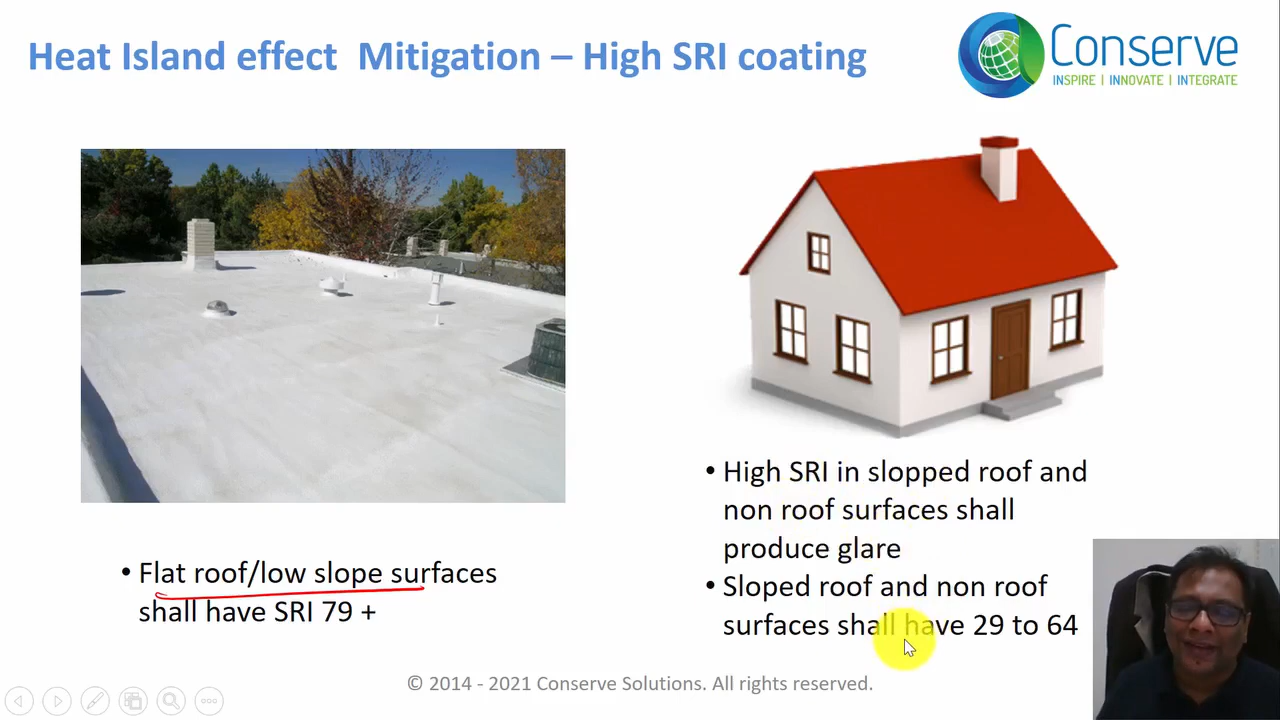 Heat Island effect  Mitigation – High SRI coating
Conserve
INSPIRE | INNOVATE | INTEGRATE
• Flat roof/low slope surfaces
shall have SRI 79 +
• High SRI in slopped roof and
non roof surfaces shall
produce glare
• Sloped roof and non roof
surfaces shall have 29 to 64
© 2014 - 2021 Conserve Solutions. All rights reserved.